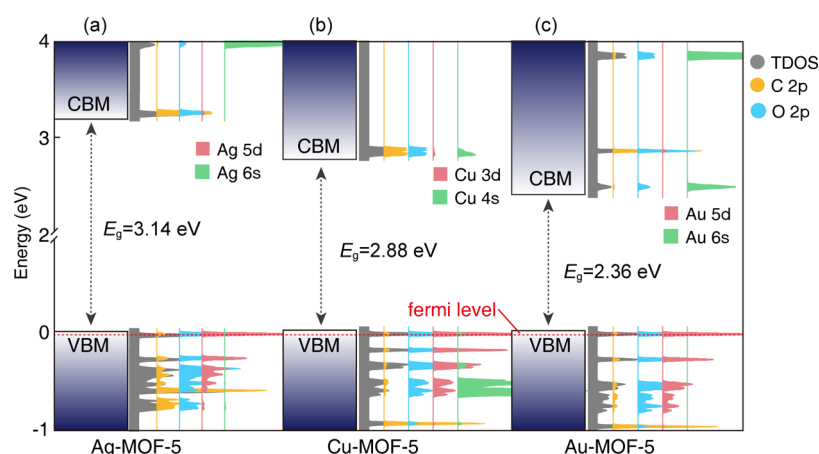 (a)
(b)
(c)
4
3
2
0
-1
Energy (eV)
CBM
CBM
CBM
TDOS
C 2p
O 2p
Ag 5d
Ag 6s
Cu 3d
Cu 4s
Au 5d
Au 6s
Eg=3.14 eV
Eg=2.88 eV
Eg=2.36 eV
fermi level
VBM
VBM
VBM
Ag-MOF-5
Cu-MOF-5
Au-MOF-5